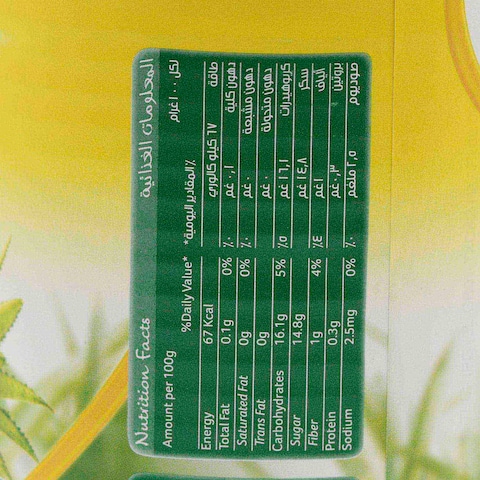 Nutrition Facts المعلومات الغذائية
Amount per 100g لكل ١٠٠ غرام
%Daily Value* %المقادير اليومية*
Energy 67 Kcal ٦٧ كيلو كالوري طاقة
Total Fat 0.1g 0% ٪٠ ٠,١ غم دهون كلية
Saturated Fat 0g 0% ٪٠ ٠ غم دهون مشبعة
Trans Fat 0g ٠ غم دهون متحولة
Carbohydrates 16.1g 5% ٪٥ ١٦,١ غم كربوهيدرات
Sugar 14.8g ١٤,٨ غم سكر
Fiber 1g 4% ٪٤ ١ غم ألياف
Protein 0.3g ٠,٣ غم بروتين
Sodium 2.5mg 0% ٪٠ ٢,٥ ملغم صوديوم